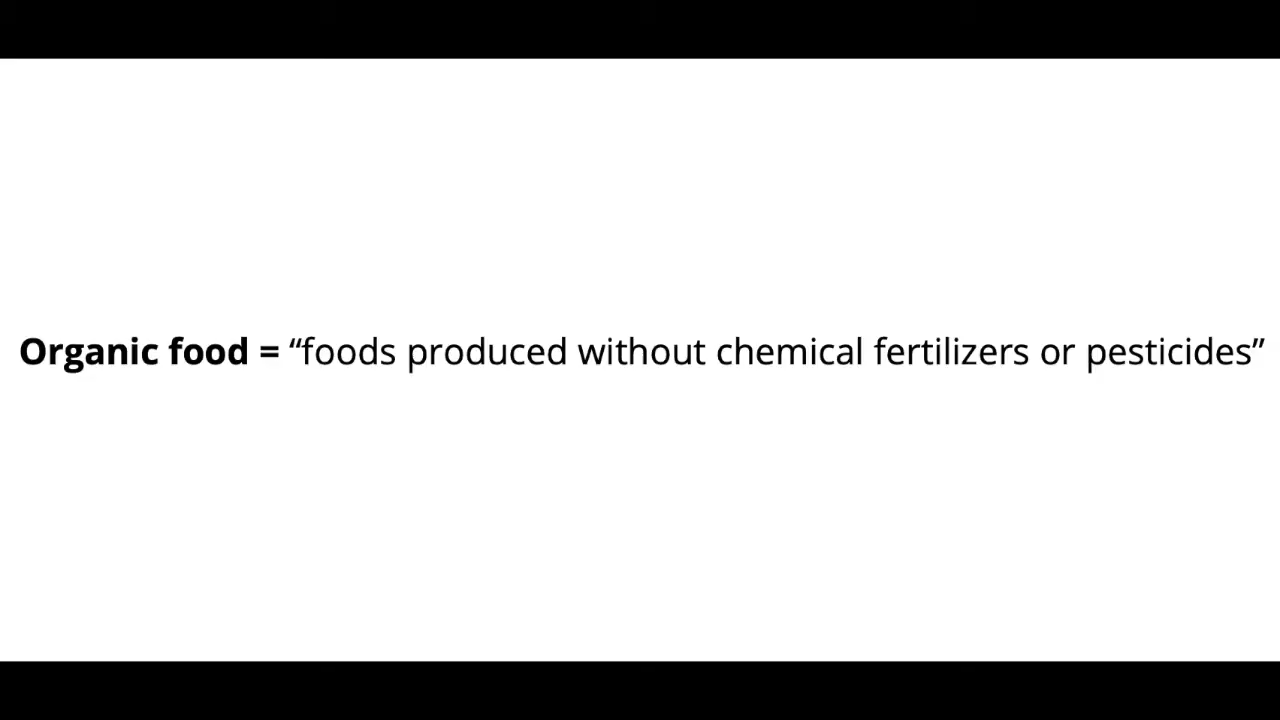 Organic food = “foods produced without chemical fertilizers or pesticides”